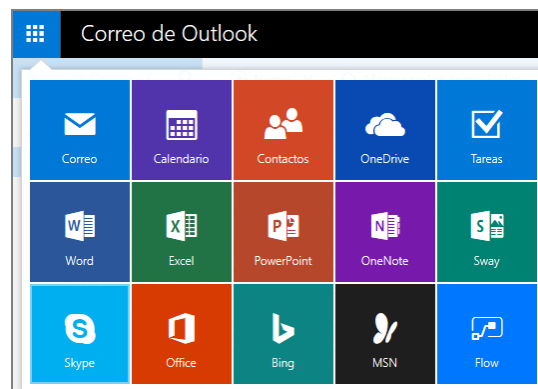 Correo de Outlook
Correo Calendario Contactos OneDrive Tareas
Word Excel PowerPoint OneNote Sway
Skype Office Bing MSN Flow